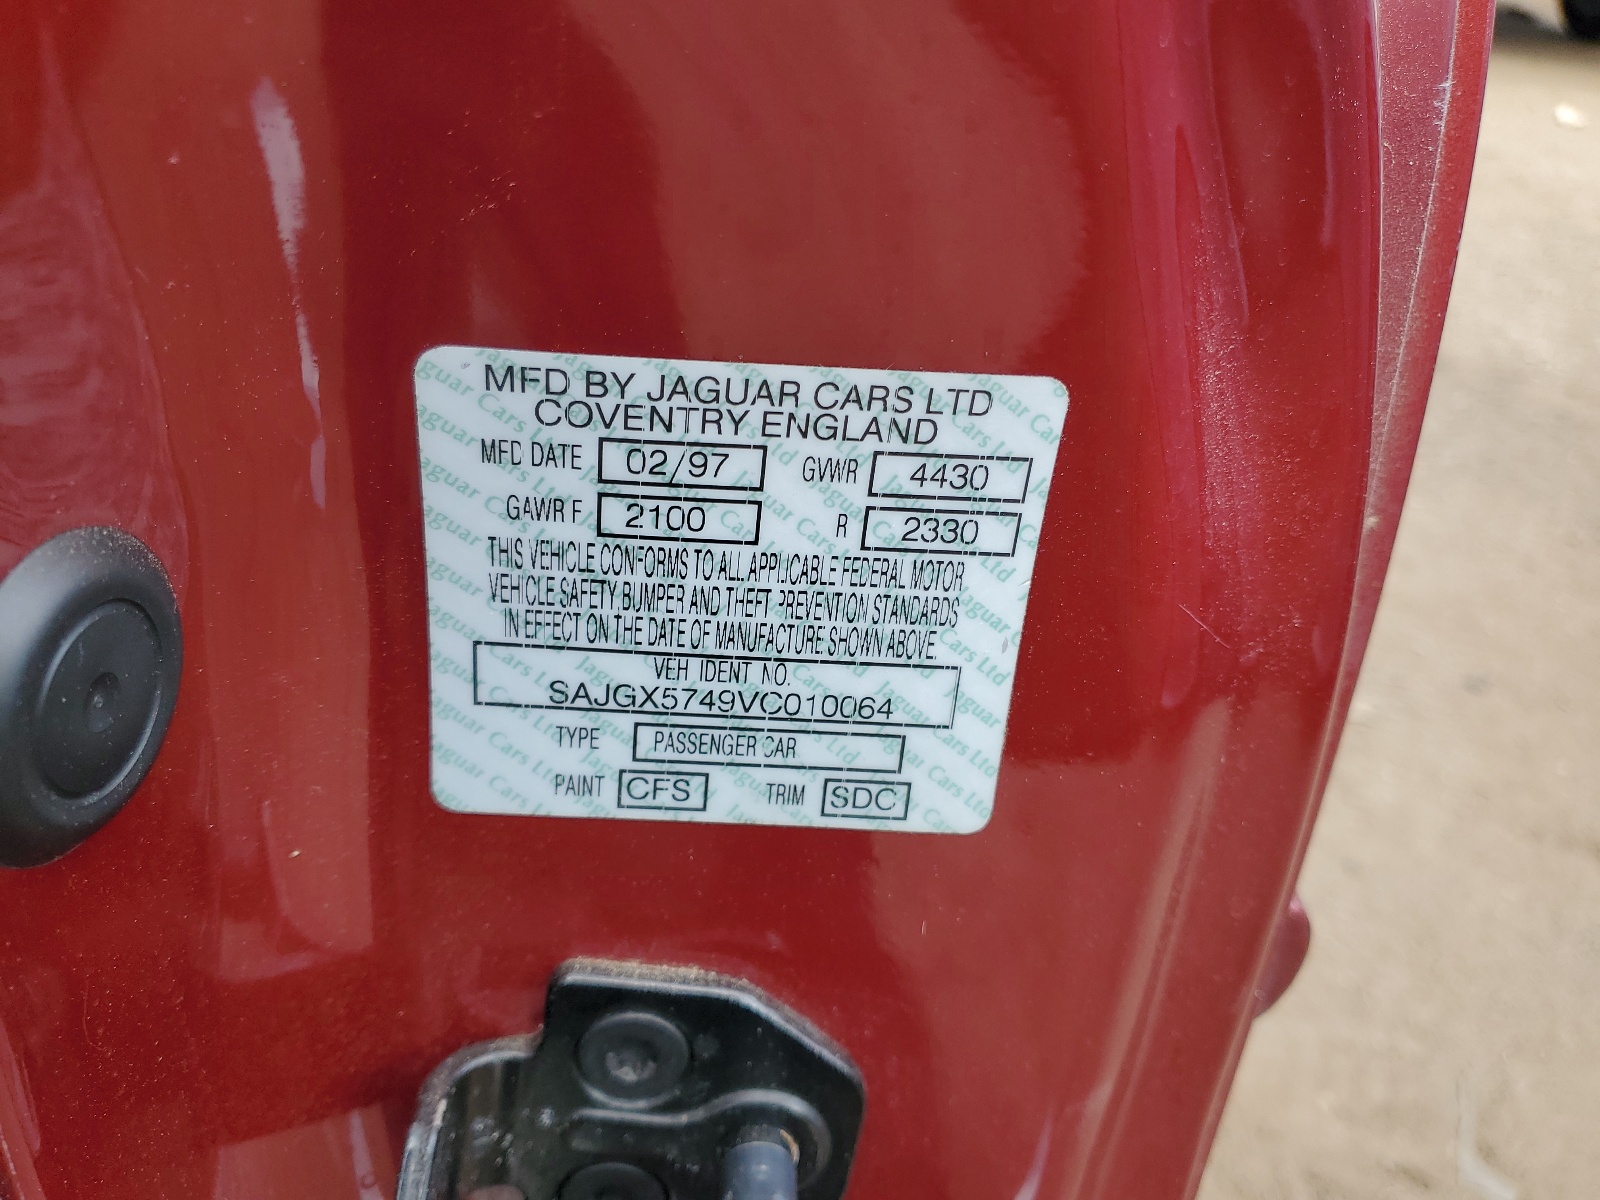 MFD BY JAGUAR CARS LTD
COVENTRY ENGLAND
MFD DATE 02/97 GVWR 4430
GAWR F 2100 R 2330
THIS VEHICLE CONFORMS TO ALL APPLICABLE FEDERAL MOTOR
VEHICLE SAFETY, BUMPER AND THEFT PREVENTION STANDARDS
IN EFFECT ON THE DATE OF MANUFACTURE SHOWN ABOVE.
VEH IDENT NO.
SAJGX5749VC010064
TYPE PASSENGER CAR
PAINT CFS TRIM SDC